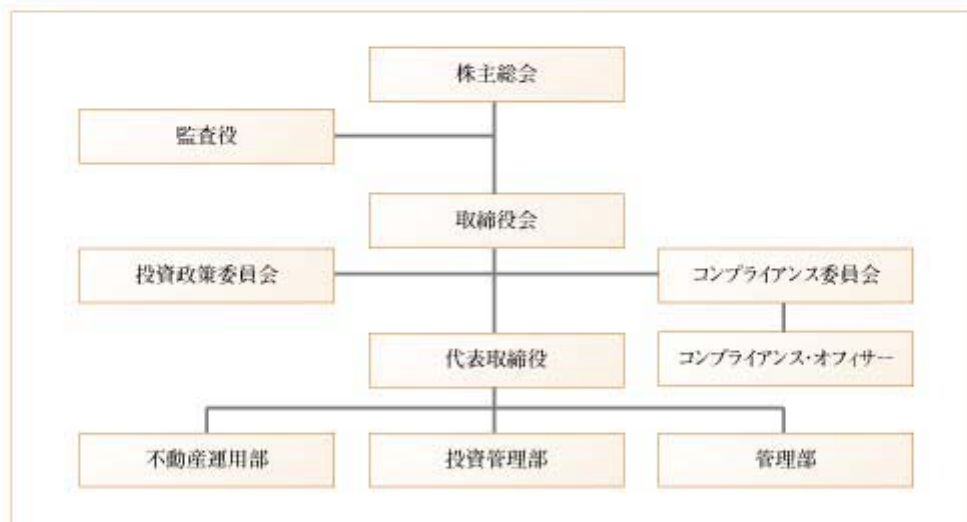 株主総会
監査役
取締役会
投資政策委員会
コンプライアンス委員会
代表取締役
コンプライアンス・オフィサー
不動産運用部
投資管理部
管理部